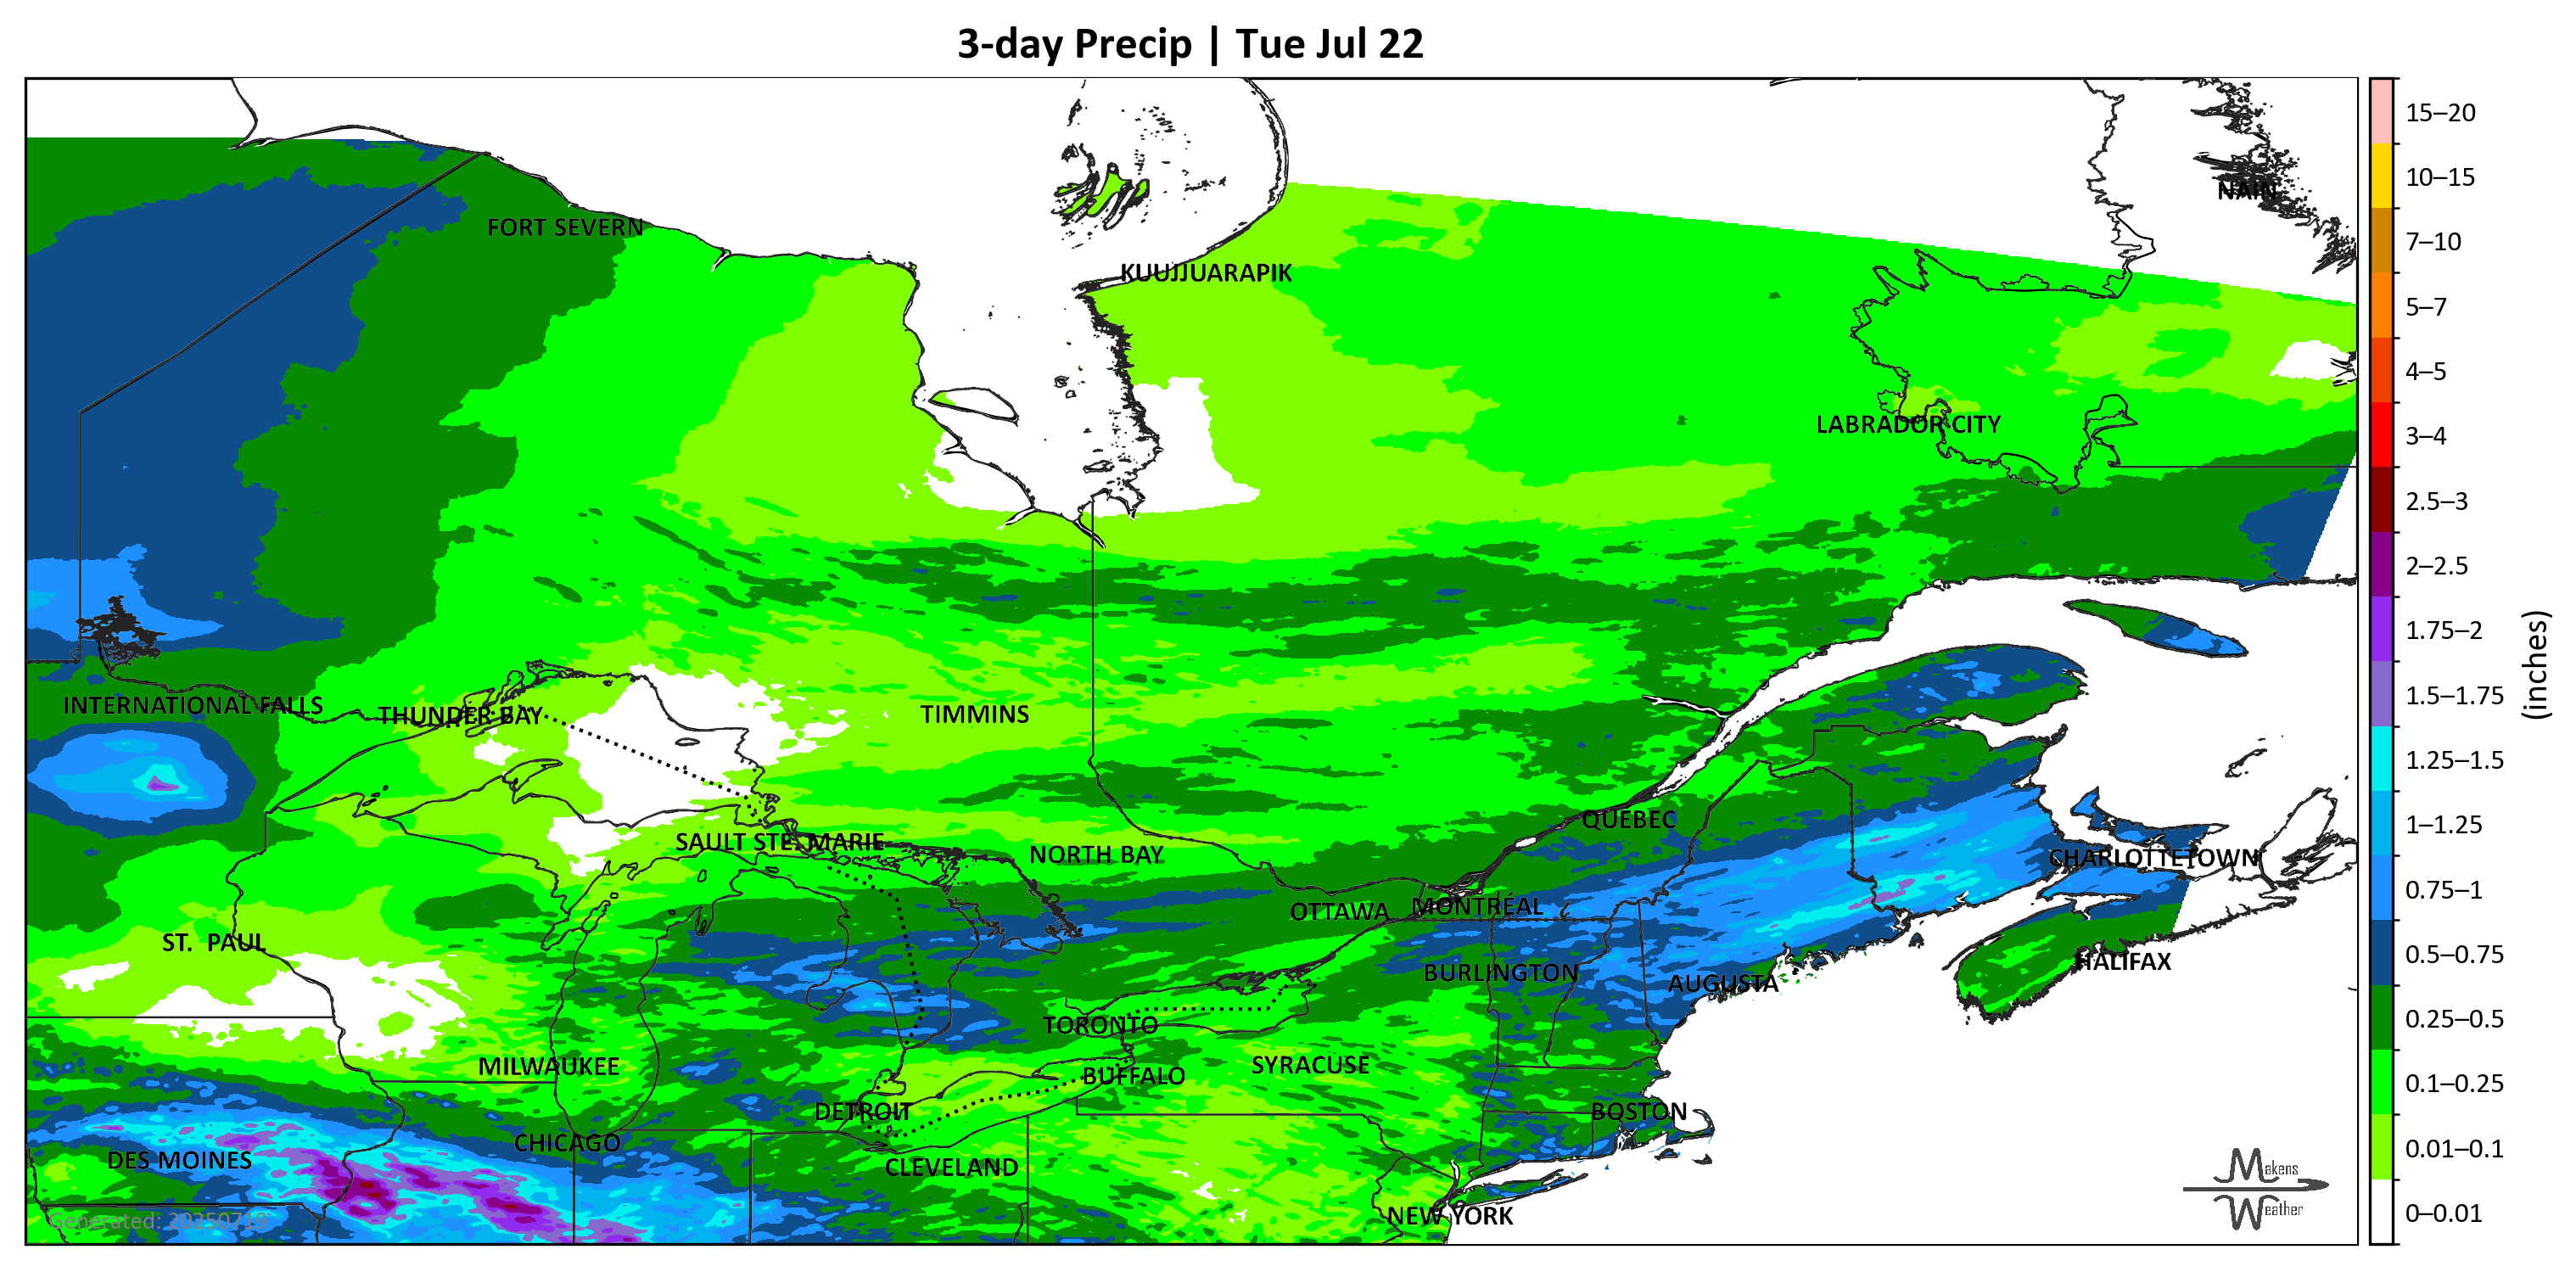 3-day Precip | Tue Jul 22
NAIN
FORT SEVERN
KUUJJUARAPIK
LABRADOR CITY
INTERNATIONAL FALLS
THUNDER BAY
TIMMINS
QUEBEC
SAULT STE. MARIE
NORTH BAY
CHARLOTTETOWN
OTTAWA
MONTRÉAL
ST. PAUL
HALIFAX
BURLINGTON
AUGUSTA
TORONTO
MILWAUKEE
SYRACUSE
BUFFALO
DETROIT
BOSTON
CHICAGO
DES MOINES
CLEVELAND
NEW YORK
Generated: 20250719
Makens
Weather
15–20
10–15
7–10
5–7
4–5
3–4
2.5–3
2–2.5
1.75–2
1.5–1.75
1.25–1.5
1–1.25
0.75–1
0.5–0.75
0.25–0.5
0.1–0.25
0.01–0.1
0–0.01
(inches)